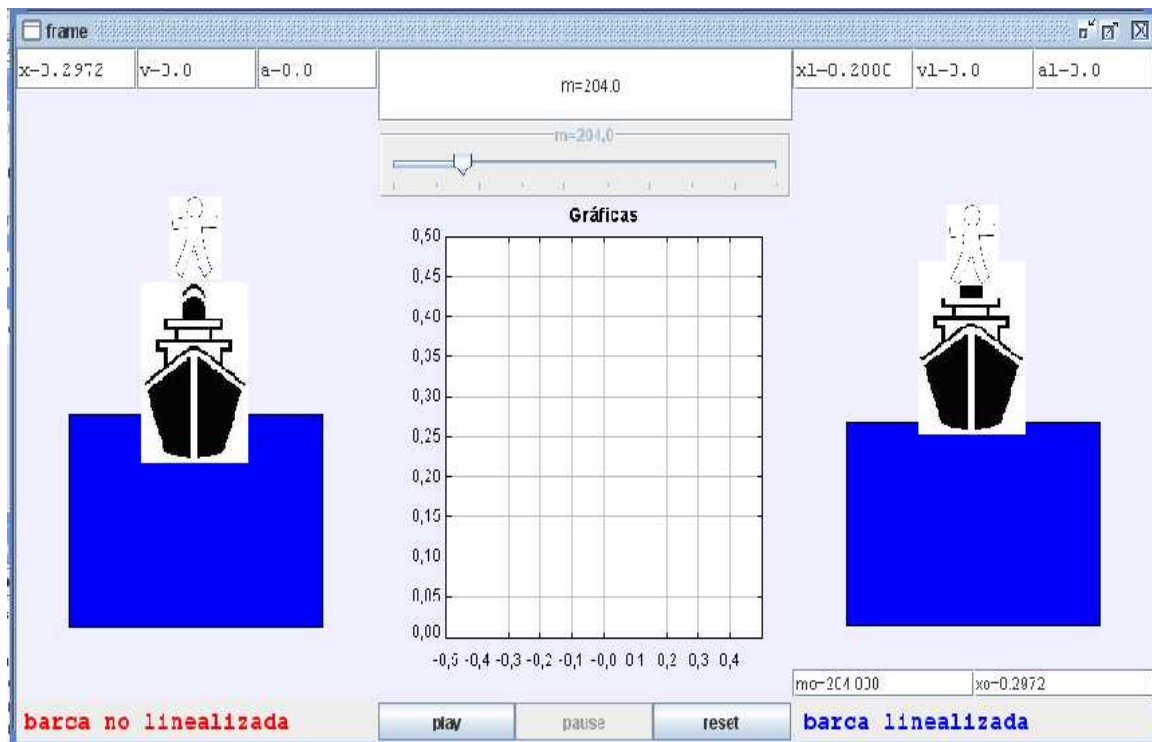 frame
x=0.2972 v=0.0 a=0.0
m=204.0
x1=0.2000 v1=0.0 a1=0.0
m=204,0
Gráficas
0,50
0,45
0,40
0,35
0,30
0,25
0,20
0,15
0,10
0,05
0,00
-0,5 -0,4 -0,3 -0,2 -0,1 -0,0 0 1 0,2 0,3 0,4
mo=204.000 xo=0.2972
barca no linealizada
play pause reset
barca linealizada